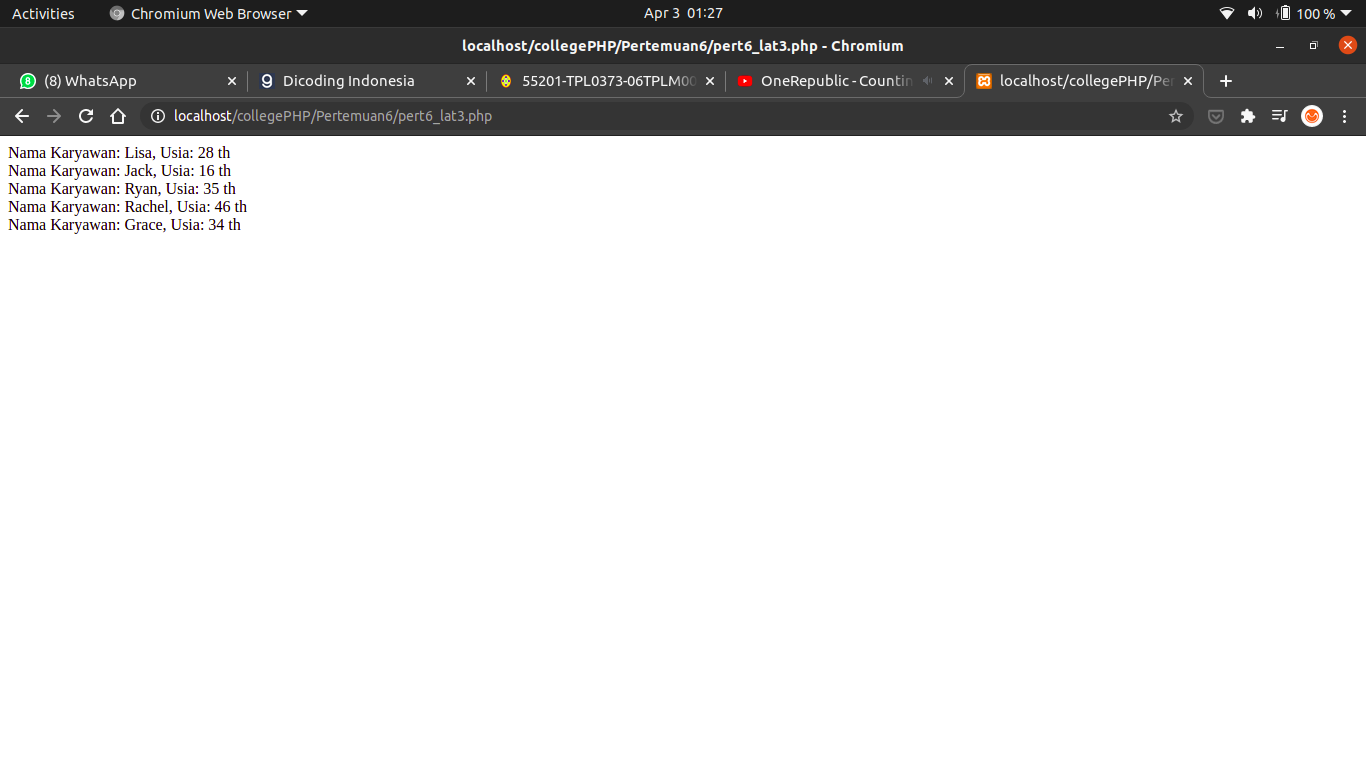 Activities Chromium Web Browser Apr 3 01:27 100 %
localhost/collegePHP/Pertemuan6/pert6_lat3.php - Chromium
(8) WhatsApp Dicoding Indonesia 55201-TPL0373-06TPLM00 OneRepublic - Countin localhost/collegePHP/Per
localhost/collegePHP/Pertemuan6/pert6_lat3.php
Nama Karyawan: Lisa, Usia: 28 th
Nama Karyawan: Jack, Usia: 16 th
Nama Karyawan: Ryan, Usia: 35 th
Nama Karyawan: Rachel, Usia: 46 th
Nama Karyawan: Grace, Usia: 34 th